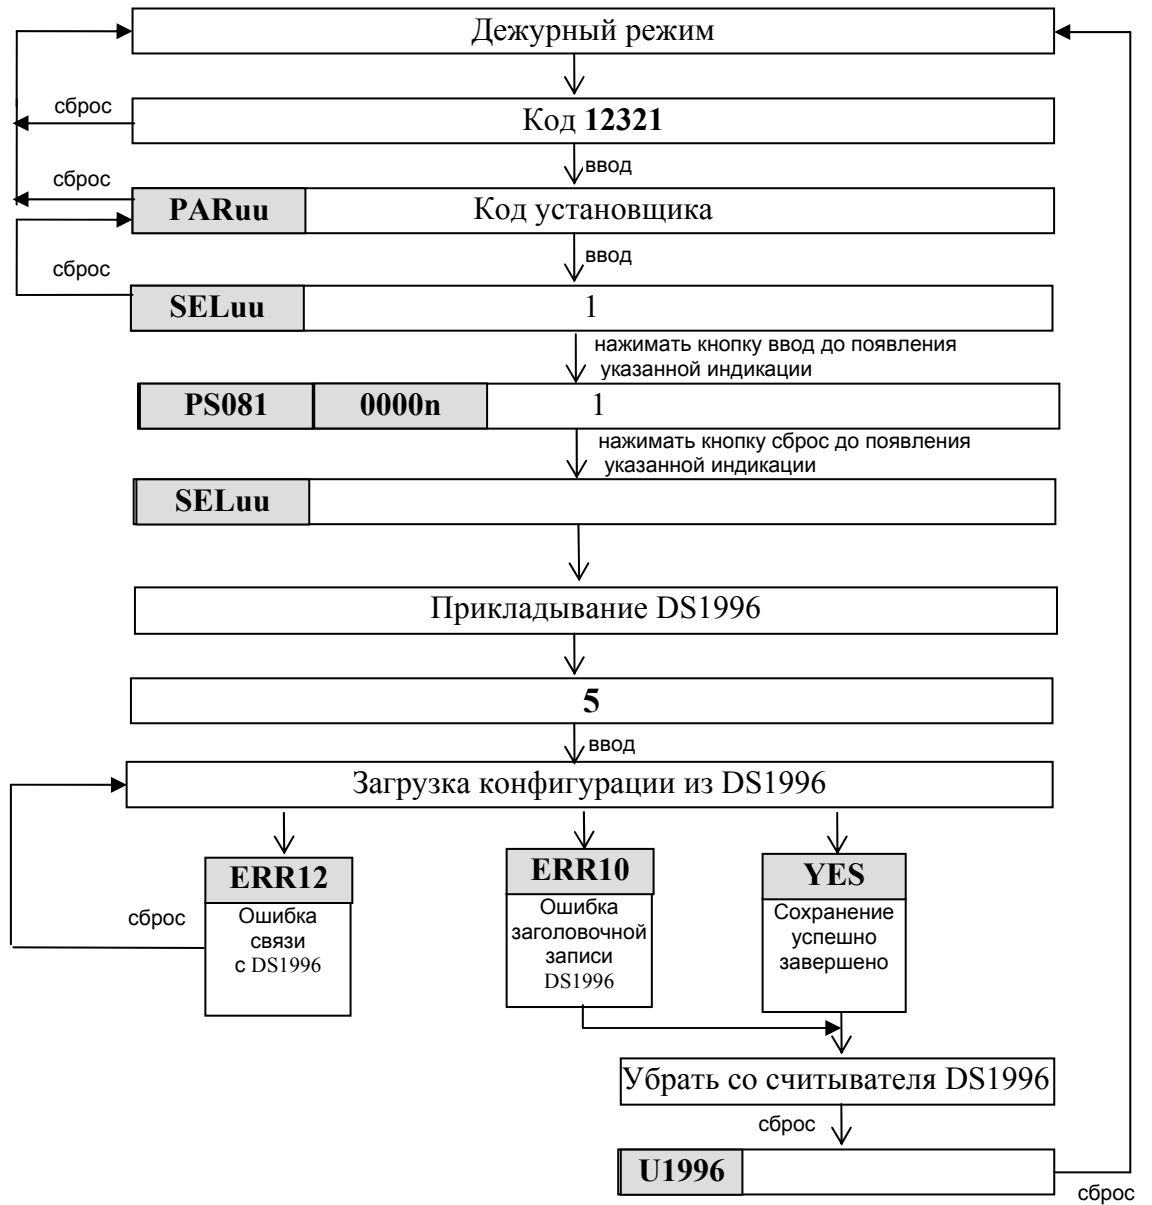 Дежурный режим
сброс
Код 12321
ввод
сброс
PARuu
Код установщика
ввод
сброс
SELuu
1
нажимать кнопку ввод до появления
указанной индикации
PS081
0000n
1
нажимать кнопку сброс до появления
указанной индикации
SELuu
Прикладывание DS1996
5
ввод
Загрузка конфигурации из DS1996
сброс
ERR12
Ошибка
связи
с DS1996
ERR10
Ошибка
заголовочной
записи
DS1996
YES
Сохранение
успешно
завершено
Убрать со считывателя DS1996
сброс
U1996
сброс